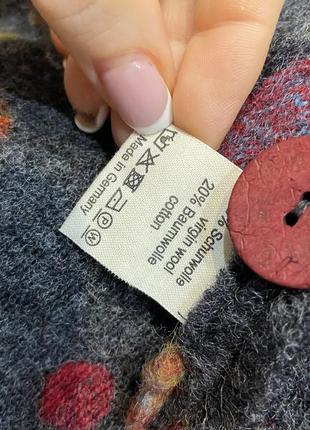 % Schurwolle
virgin wool
20% Baumwolle
cotton
Made in Germany
P
W